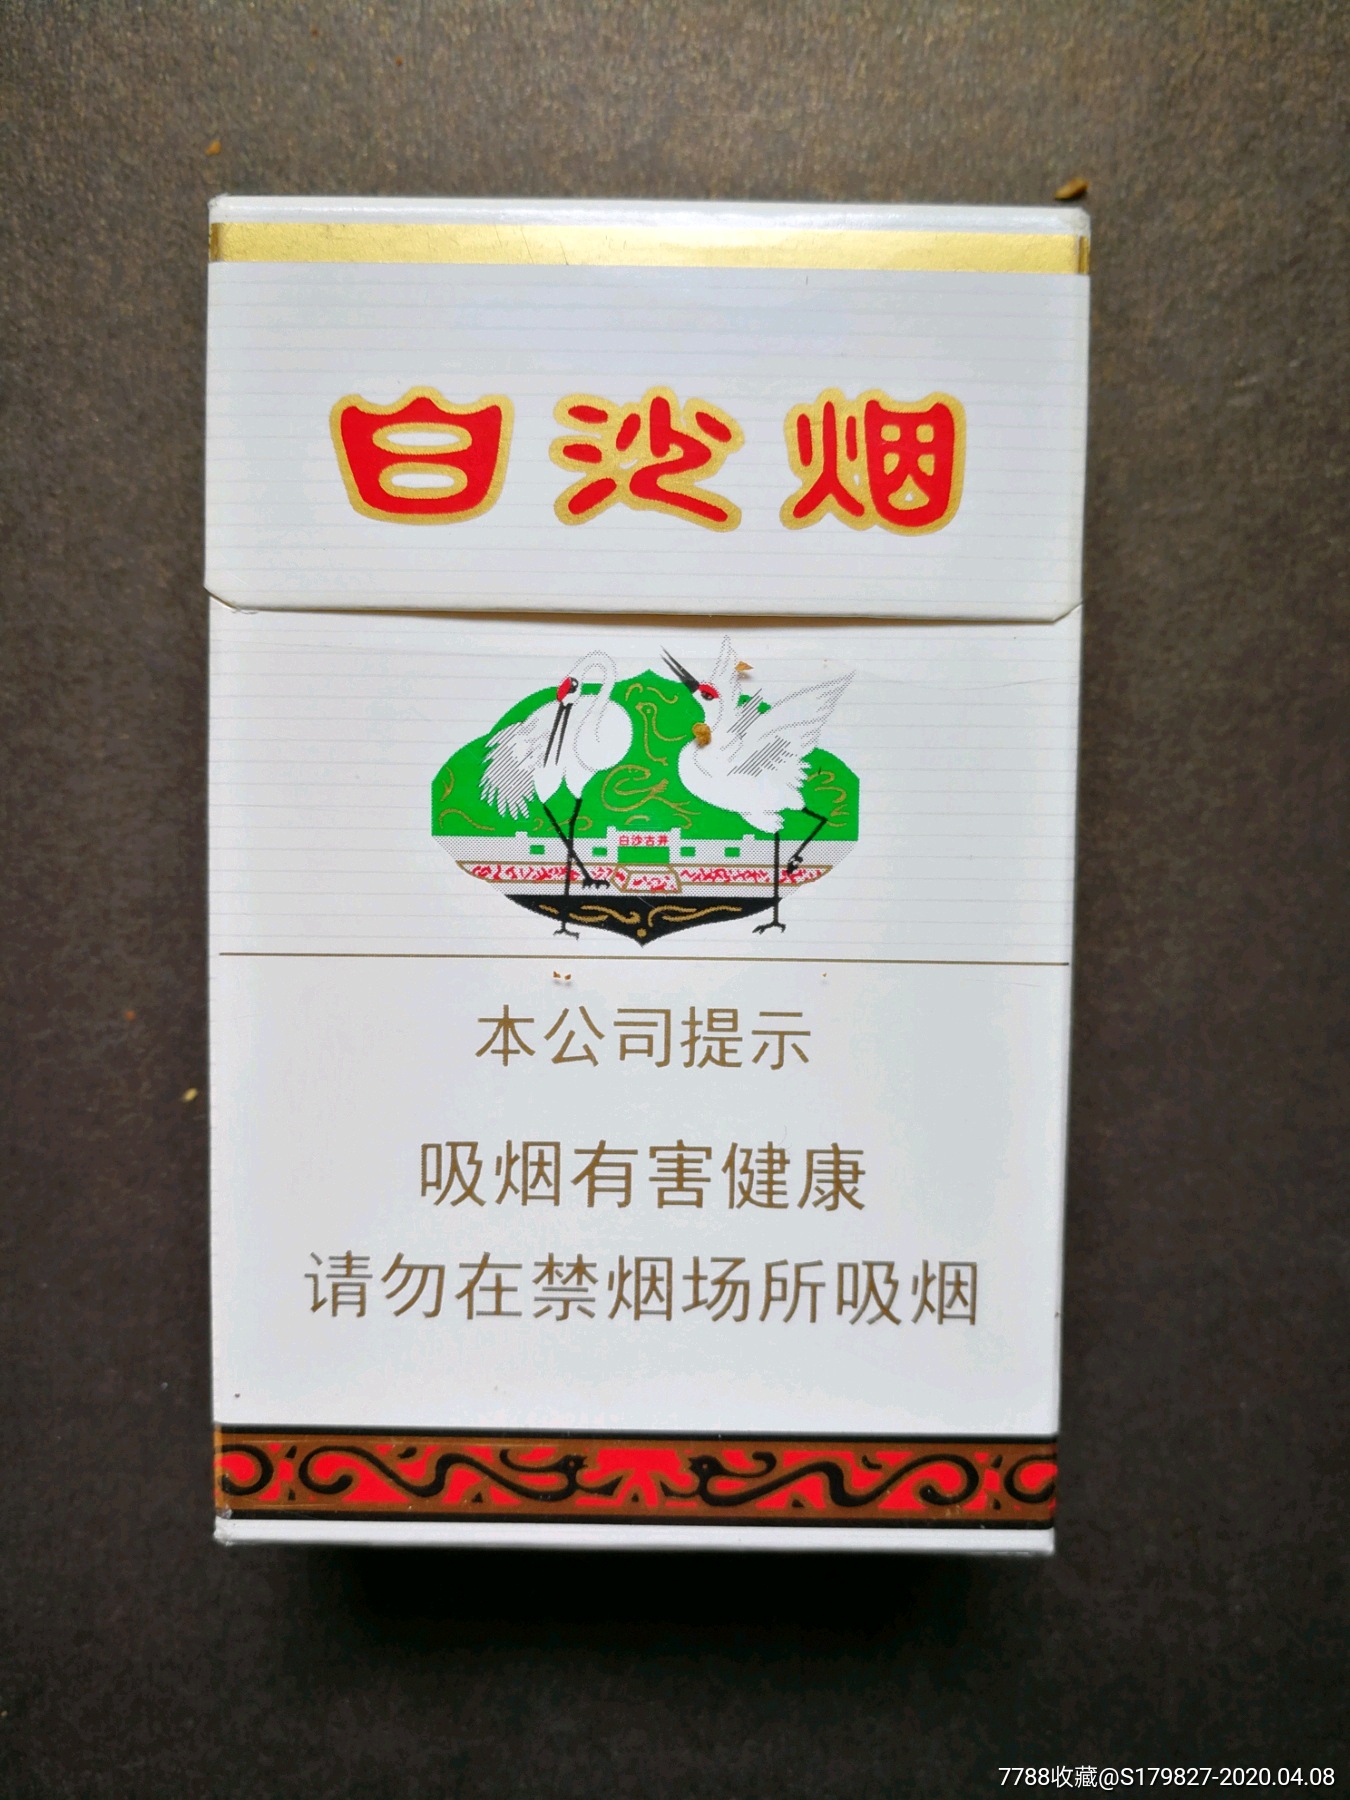 白沙烟
白沙古井
本公司提示
吸烟有害健康
请勿在禁烟场所吸烟
7788收藏@S179827-2020.04.08